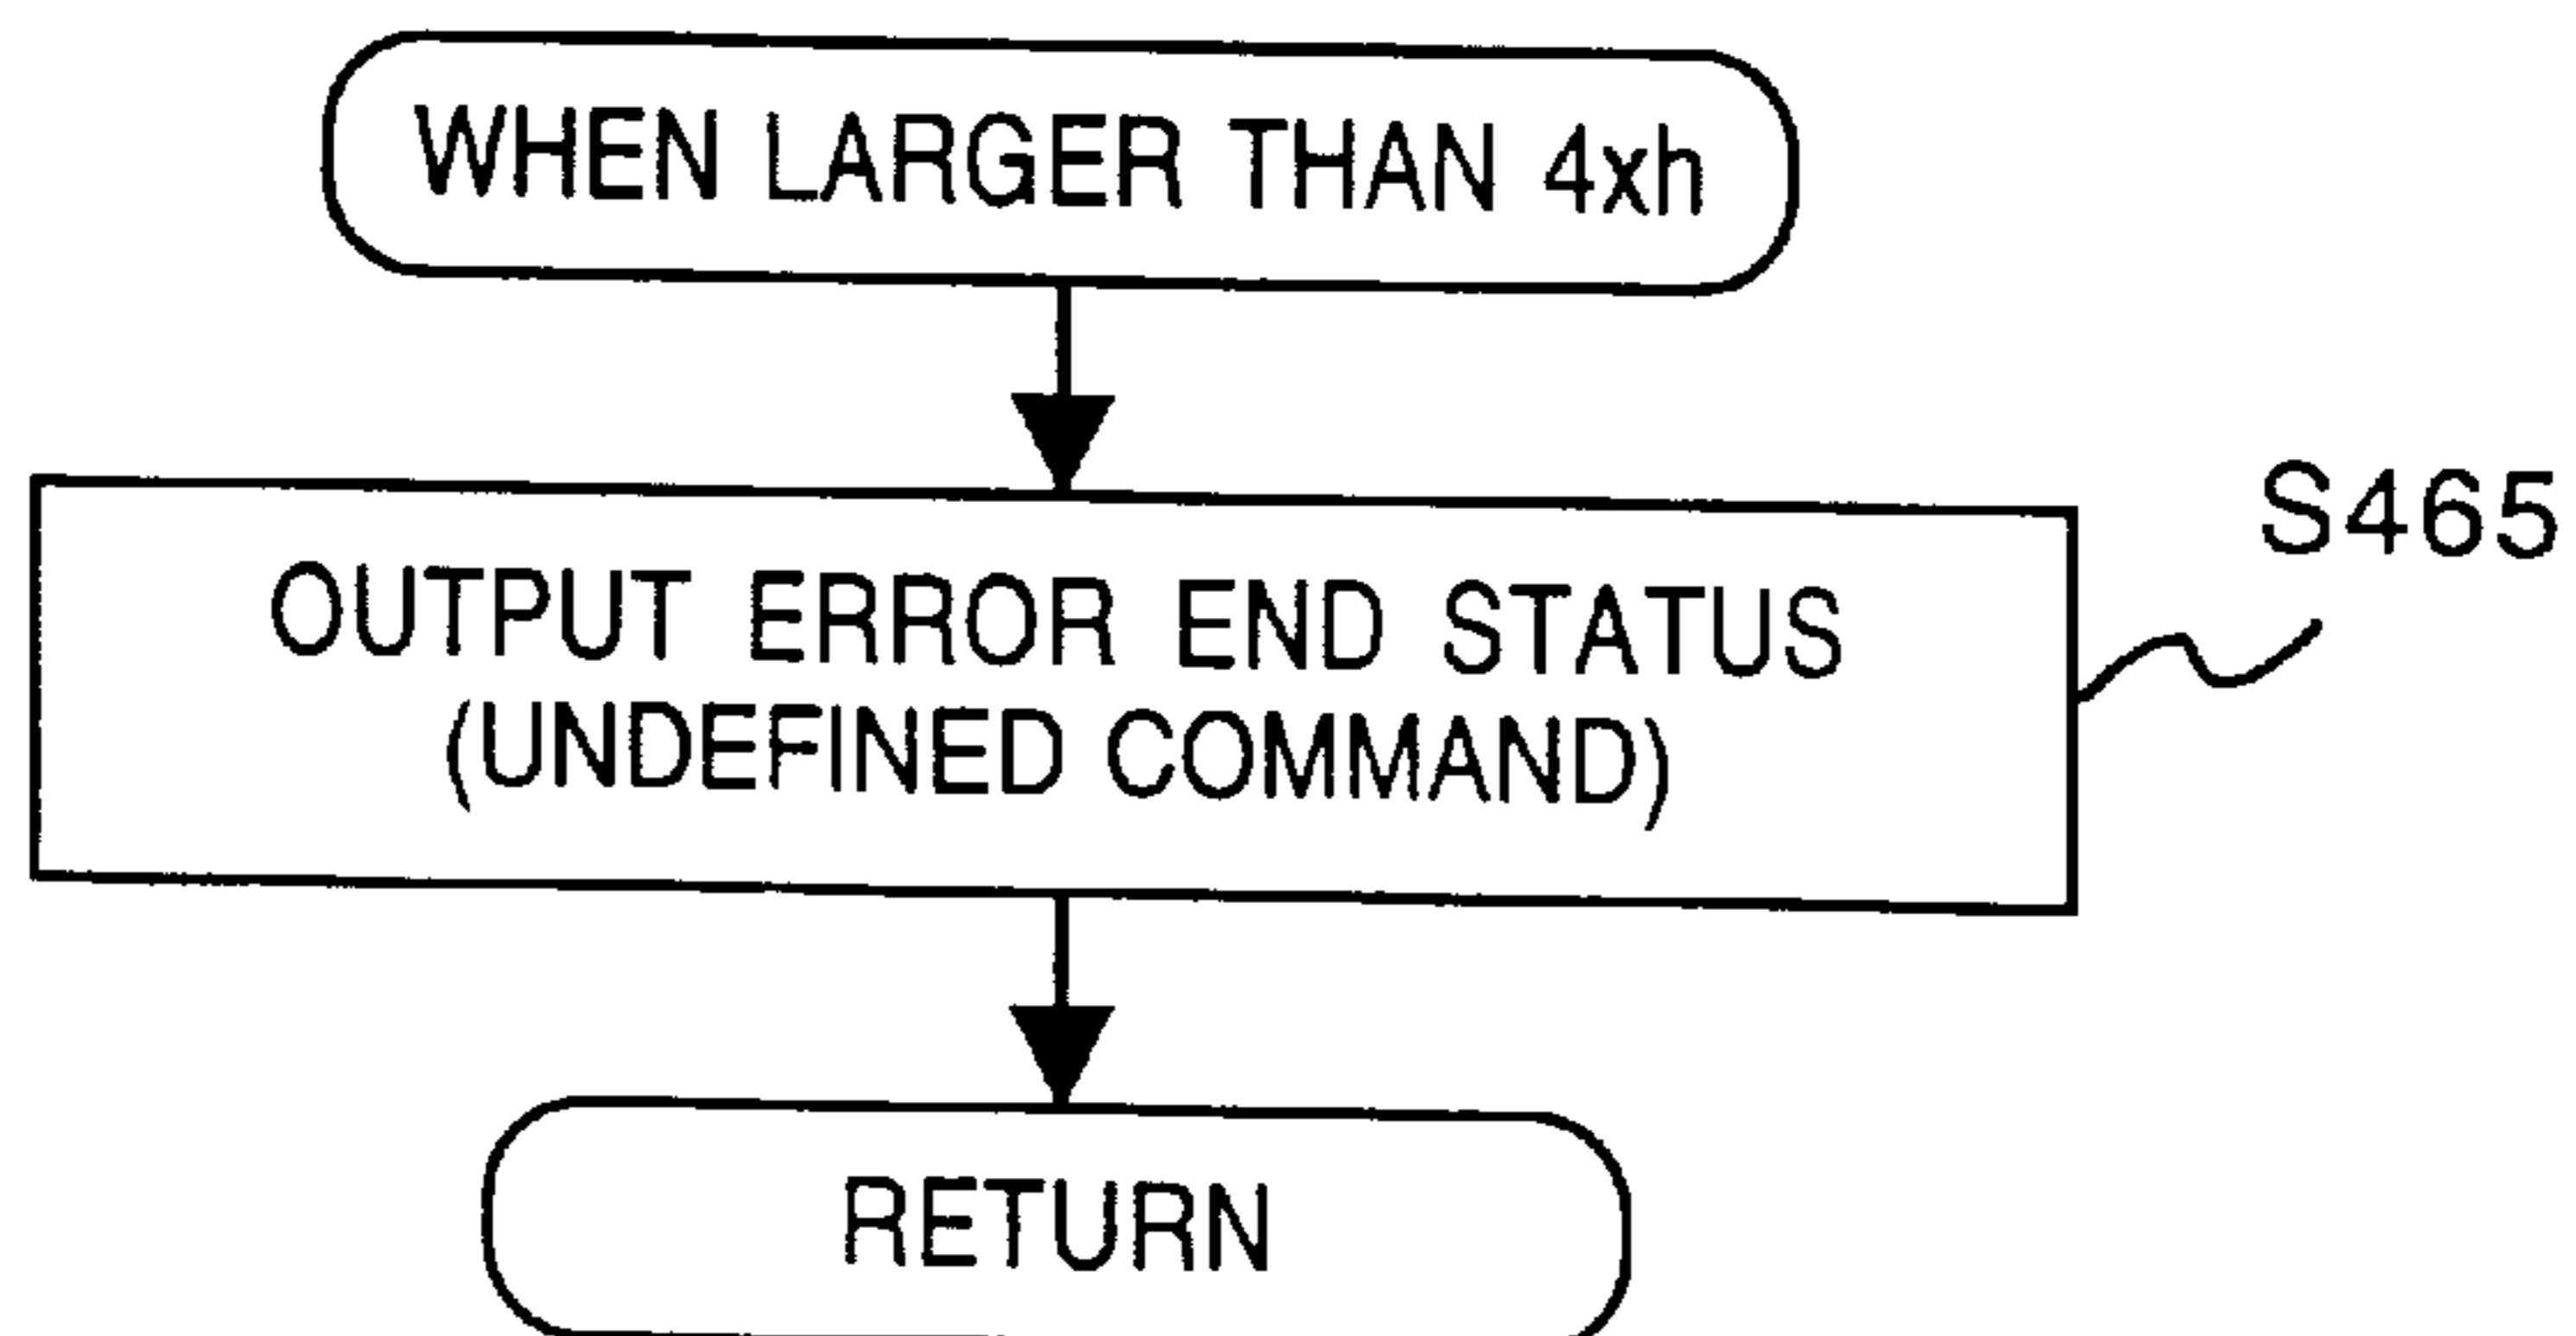 WHEN LARGER THAN 4xh
S465
OUTPUT ERROR END STATUS
(UNDEFINED COMMAND)
RETURN